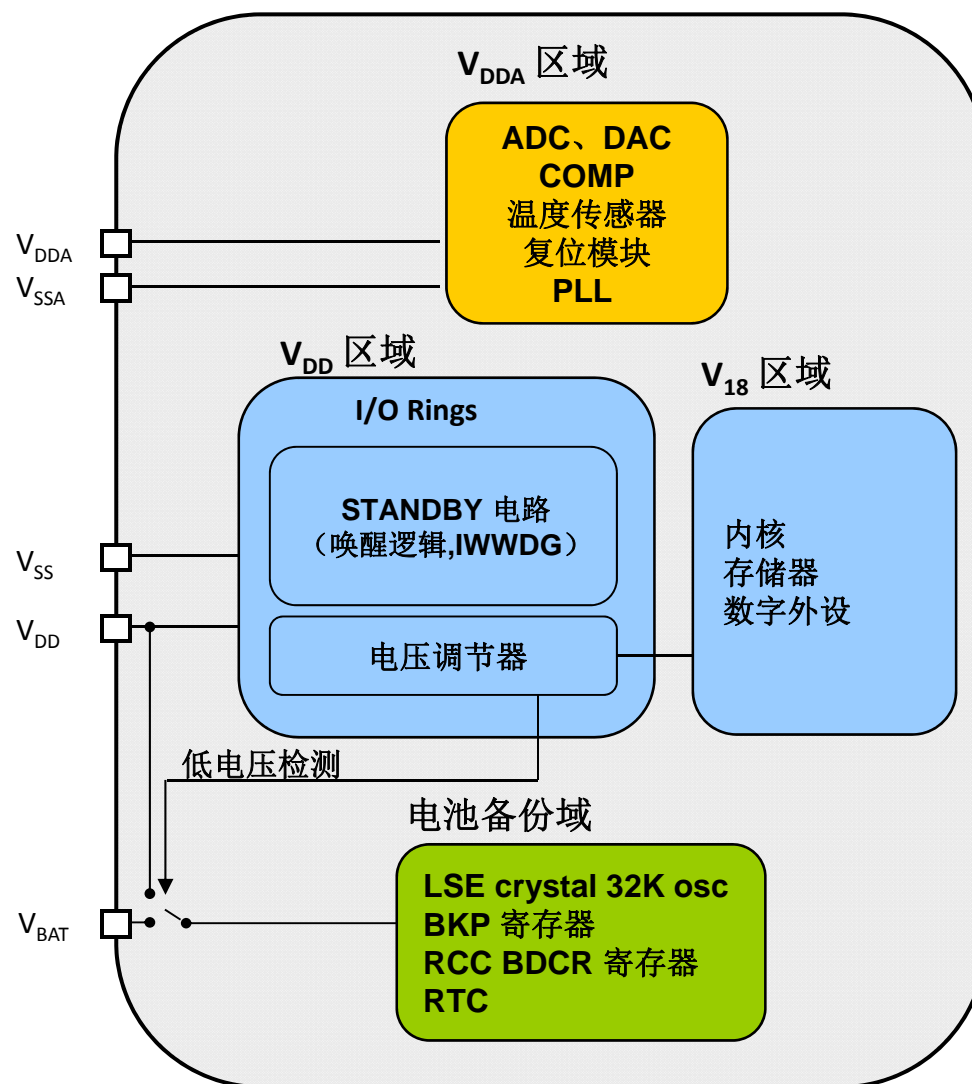 VDDA 区域
ADC、DAC
COMP
温度传感器
复位模块
PLL
VDDA
VSSA
VDD 区域
I/O Rings
STANDBY 电路
（唤醒逻辑,IWWDG）
电压调节器
V18 区域
内核
存储器
数字外设
VSS
VDD
低电压检测
电池备份域
LSE crystal 32K osc
BKP 寄存器
RCC BDCR 寄存器
RTC
VBAT